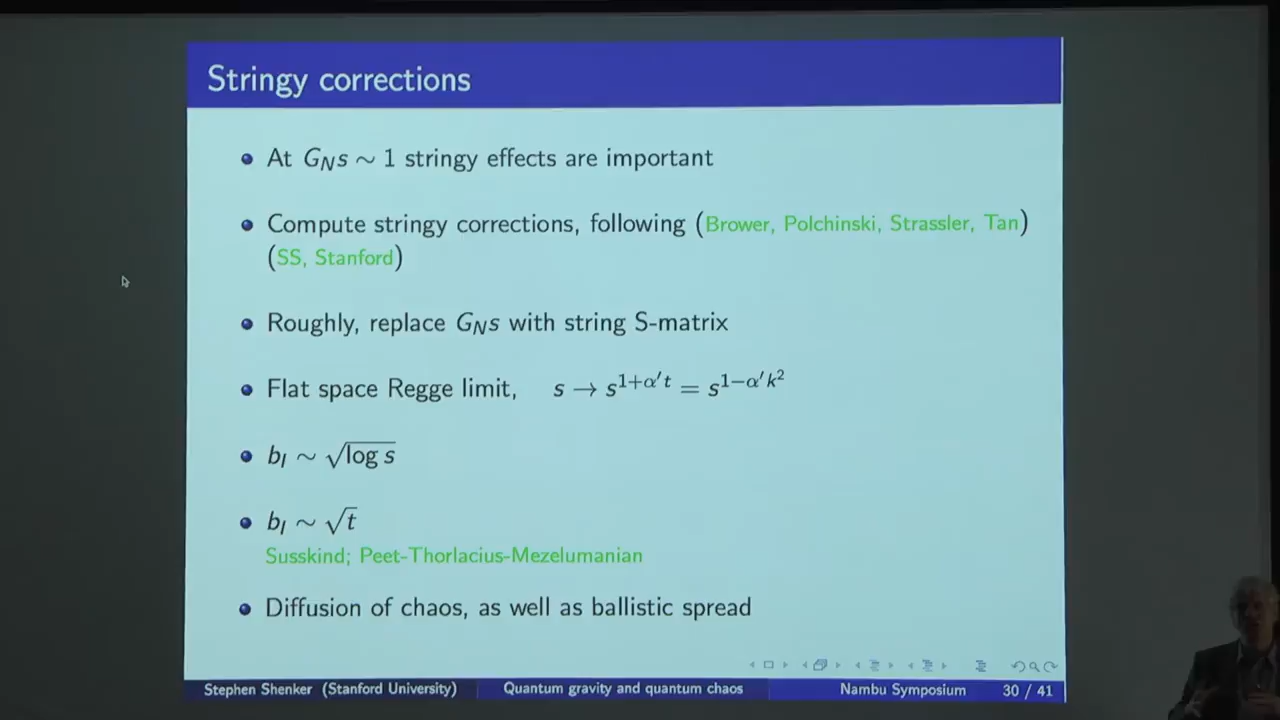 Stringy corrections
At G_N s ∼ 1 stringy effects are important
Compute stringy corrections, following (Brower, Polchinski, Strassler, Tan)
(SS, Stanford)
Roughly, replace G_N s with string S-matrix
Flat space Regge limit, s → s^{1+α′t} = s^{1−α′k²}
b_I ∼ √log s
b_I ∼ √t
Susskind; Peet-Thorlacius-Mezelumanian
Diffusion of chaos, as well as ballistic spread
Stephen Shenker (Stanford University) Quantum gravity and quantum chaos Nambu Symposium 30 / 41